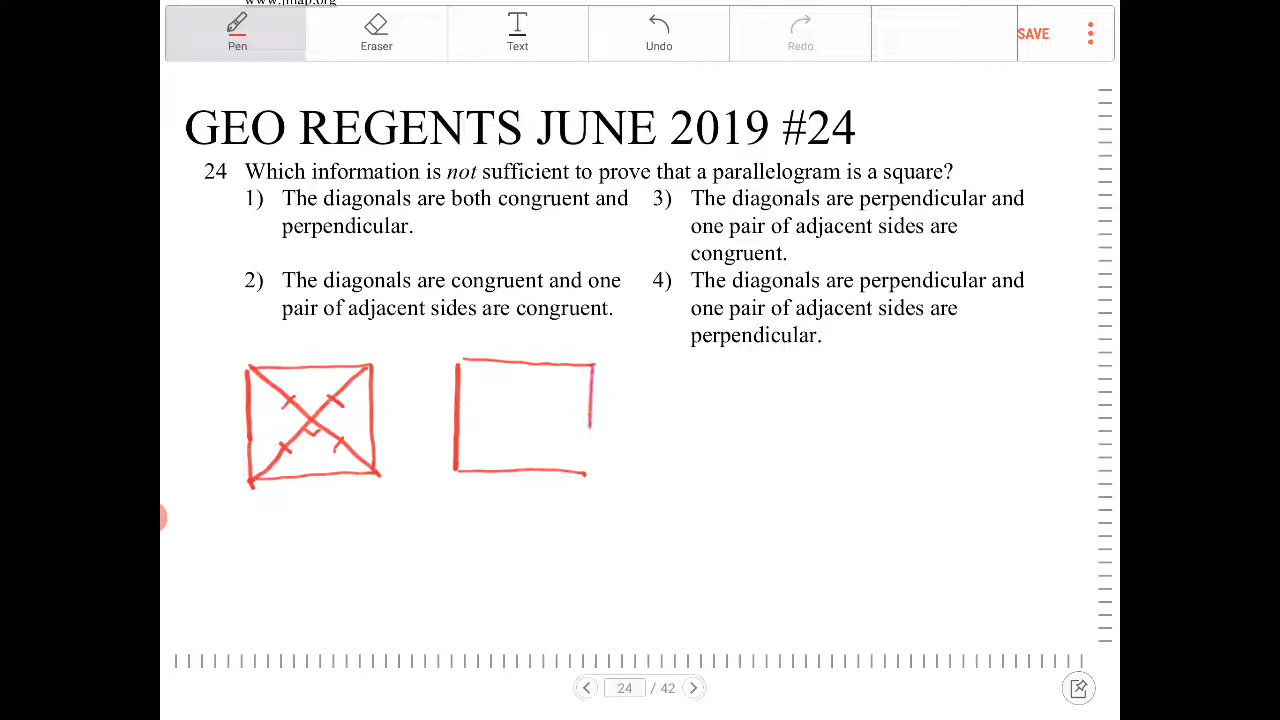 www.jmap.org
Pen
Eraser
Text
Undo
Redo
SAVE
GEO REGENTS JUNE 2019 #24
24 Which information is not sufficient to prove that a parallelogram is a square?
1) The diagonals are both congruent and
perpendicular.
2) The diagonals are congruent and one
pair of adjacent sides are congruent.
3) The diagonals are perpendicular and
one pair of adjacent sides are
congruent.
4) The diagonals are perpendicular and
one pair of adjacent sides are
perpendicular.
24 / 42